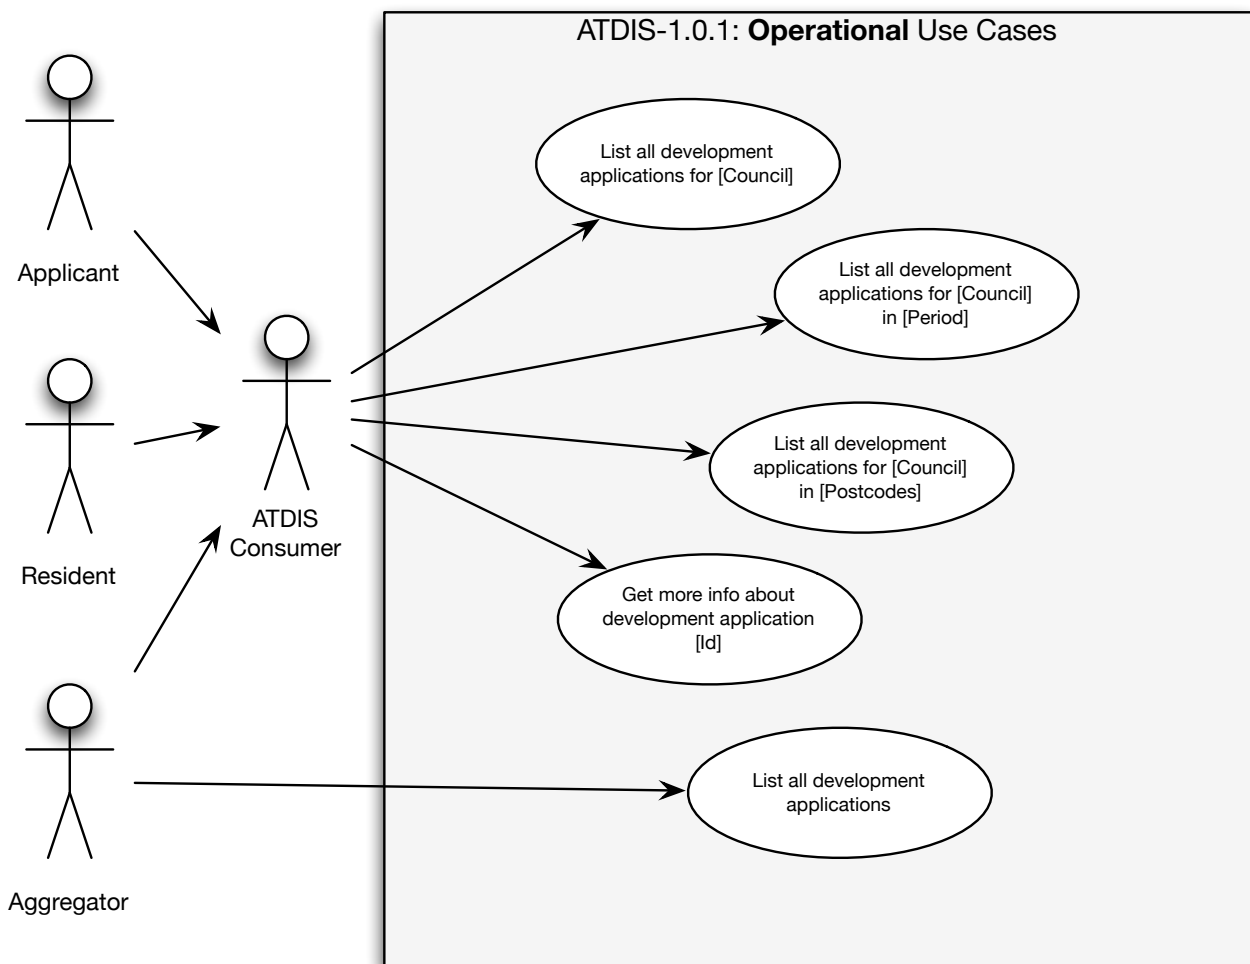 ATDIS-1.0.1: Operational Use Cases
List all development
applications for [Council]
Applicant
List all development
applications for [Council]
in [Period]
ATDIS
Consumer
List all development
applications for [Council]
in [Postcodes]
Resident
Get more info about
development application
[Id]
List all development
applications
Aggregator